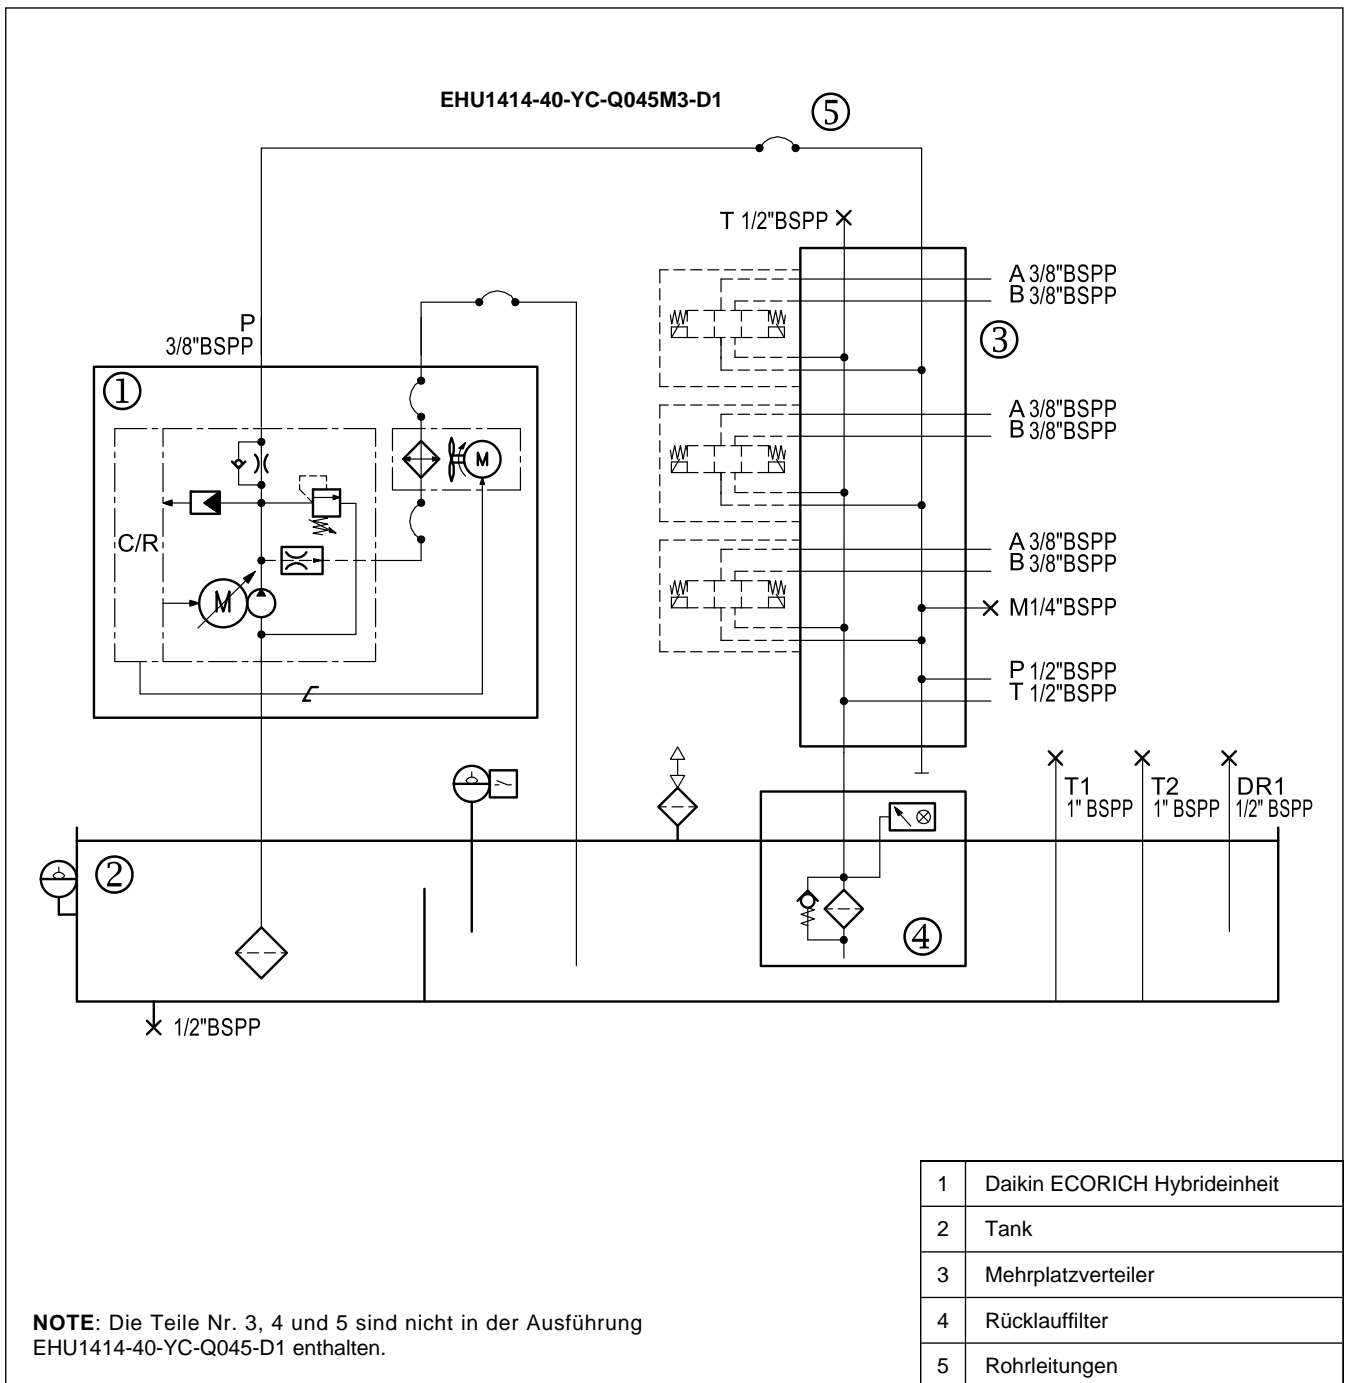 EHU1414-40-YC-Q045M3-D1
5
T 1/2"BSPP
A 3/8"BSPP
B 3/8"BSPP
P
3/8"BSPP
3
1
M
A 3/8"BSPP
B 3/8"BSPP
C/R
M
A 3/8"BSPP
B 3/8"BSPP
M1/4"BSPP
P 1/2"BSPP
T 1/2"BSPP
T1
1" BSPP
T2
1" BSPP
DR1
1/2" BSPP
2
4
1/2"BSPP
1 Daikin ECORICH Hybrideinheit
2 Tank
3 Mehrplatzverteiler
4 Rücklauffilter
5 Rohrleitungen
NOTE: Die Teile Nr. 3, 4 und 5 sind nicht in der Ausführung
EHU1414-40-YC-Q045-D1 enthalten.